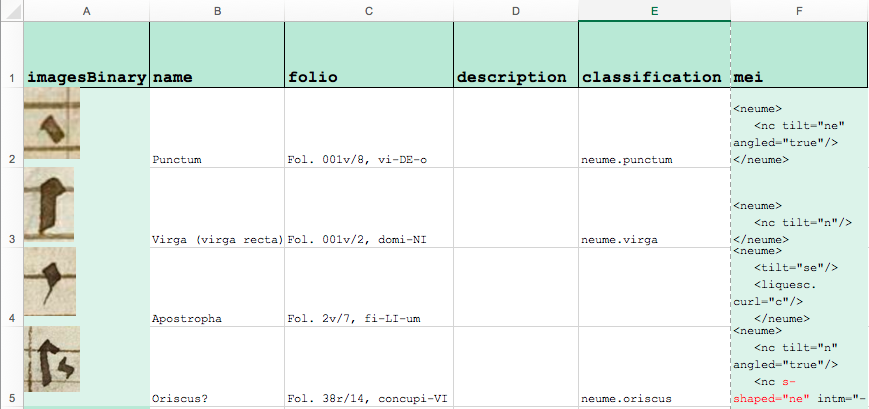 A B C D E F
1 imagesBinary name folio description classification mei
<neume>
<nc tilt="ne"
angled="true"/>
2 Punctum Fol. 001v/8, vi-DE-o neume.punctum </neume>
<neume>
<nc tilt="n"/>
3 Virga (virga recta) Fol. 001v/2, domi-NI neume.virga </neume>
<neume>
<tilt="se"/>
<liquesc.
curl="c"/>
4 Apostropha Fol. 2v/7, fi-LI-um </neume>
<neume>
<nc tilt="n"
angled="true"/>
<nc s-
5 Oriscus? Fol. 38r/14, concupi-VI neume.oriscus shaped="ne" intm="-